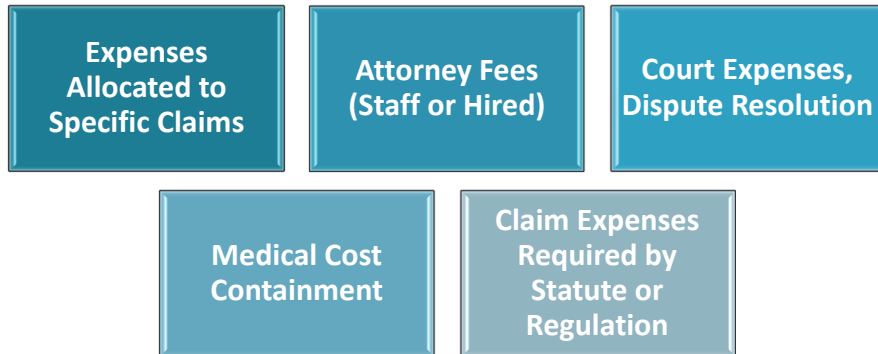 Expenses
Allocated to
Specific Claims
Attorney Fees
(Staff or Hired)
Court Expenses,
Dispute Resolution
Medical Cost
Containment
Claim Expenses
Required by
Statute or
Regulation